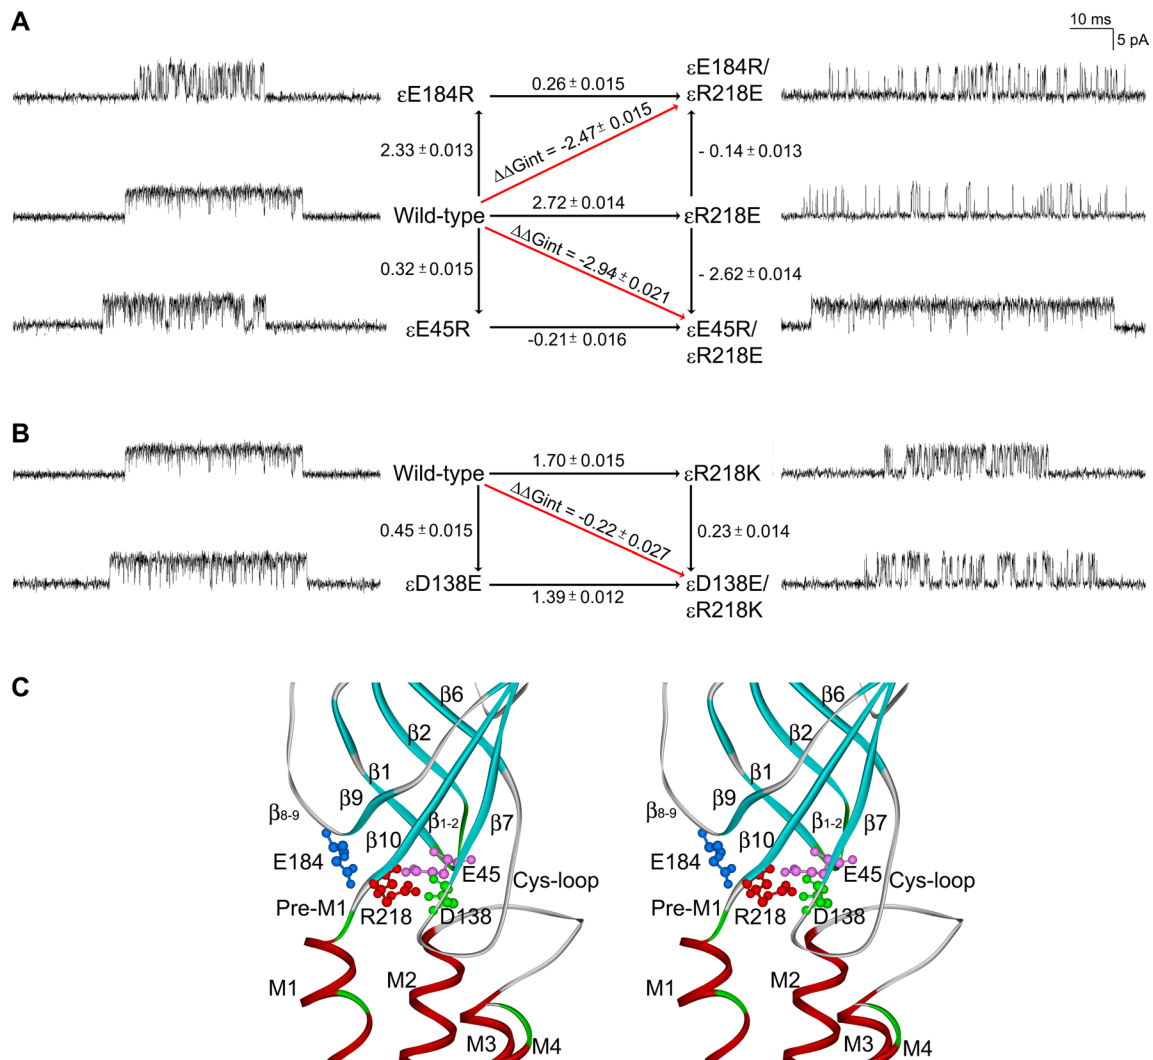 A
10 ms
5 pA
εE184R
0.26 ± 0.015
εE184R/
εR218E
2.33 ± 0.013
ΔΔGint = -2.47 ± 0.015
- 0.14 ± 0.013
Wild-type
2.72 ± 0.014
εR218E
0.32 ± 0.015
ΔΔGint = -2.94 ± 0.021
- 2.62 ± 0.014
εE45R
-0.21 ± 0.016
εE45R/
εR218E
B
Wild-type
1.70 ± 0.015
εR218K
0.45 ± 0.015
ΔΔGint = -0.22 ± 0.027
0.23 ± 0.014
εD138E
1.39 ± 0.012
εD138E/
εR218K
C
β6
β2
β1
β9
β8-9
β10
β1-2
β7
E184
E45
Cys-loop
Pre-M1
R218
D138
M1
M2
M3
M4
β6
β2
β1
β9
β8-9
β10
β1-2
β7
E184
E45
Cys-loop
Pre-M1
R218
D138
M1
M2
M3
M4